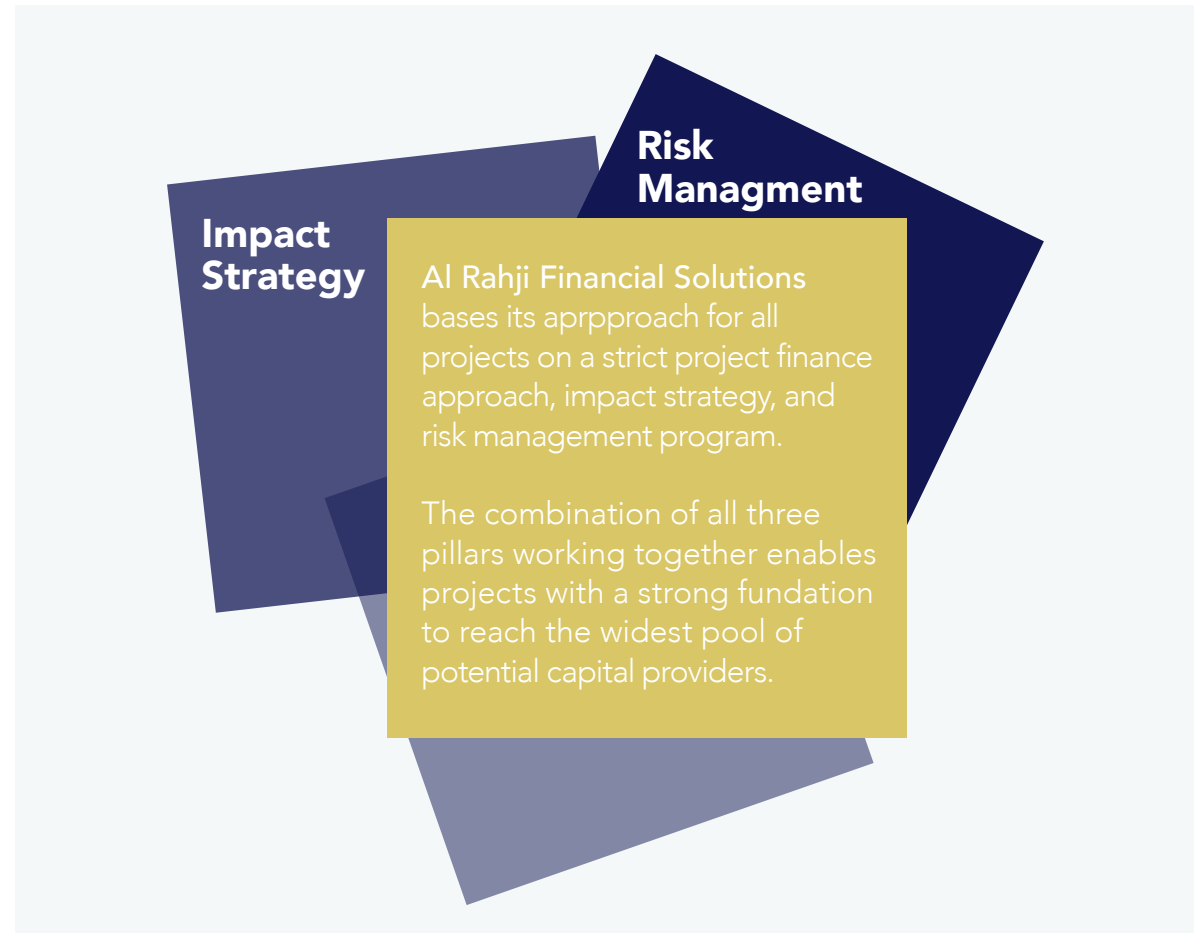 Risk
Managment
Impact
Strategy
Al Rahji Financial Solutions
bases its aprpproach for all
projects on a strict project finance
approach, impact strategy, and
risk management program.
The combination of all three
pillars working together enables
projects with a strong fundation
to reach the widest pool of
potential capital providers.